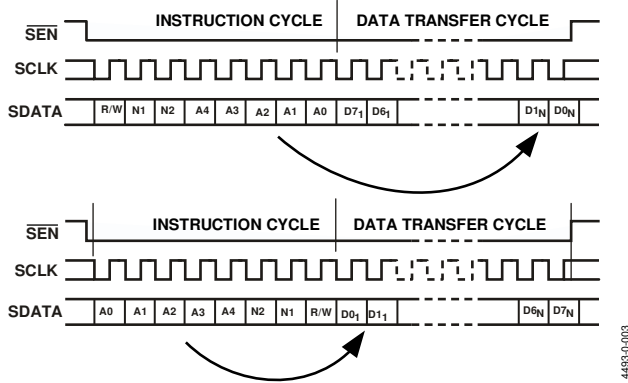 INSTRUCTION CYCLE DATA TRANSFER CYCLE
SEN
SCLK
SDATA R/W N1 N2 A4 A3 A2 A1 A0 D71 D61 D1N D0N
INSTRUCTION CYCLE DATA TRANSFER CYCLE
SEN
SCLK
SDATA A0 A1 A2 A3 A4 N2 N1 R/W D01 D11 D6N D7N
4493-0-003